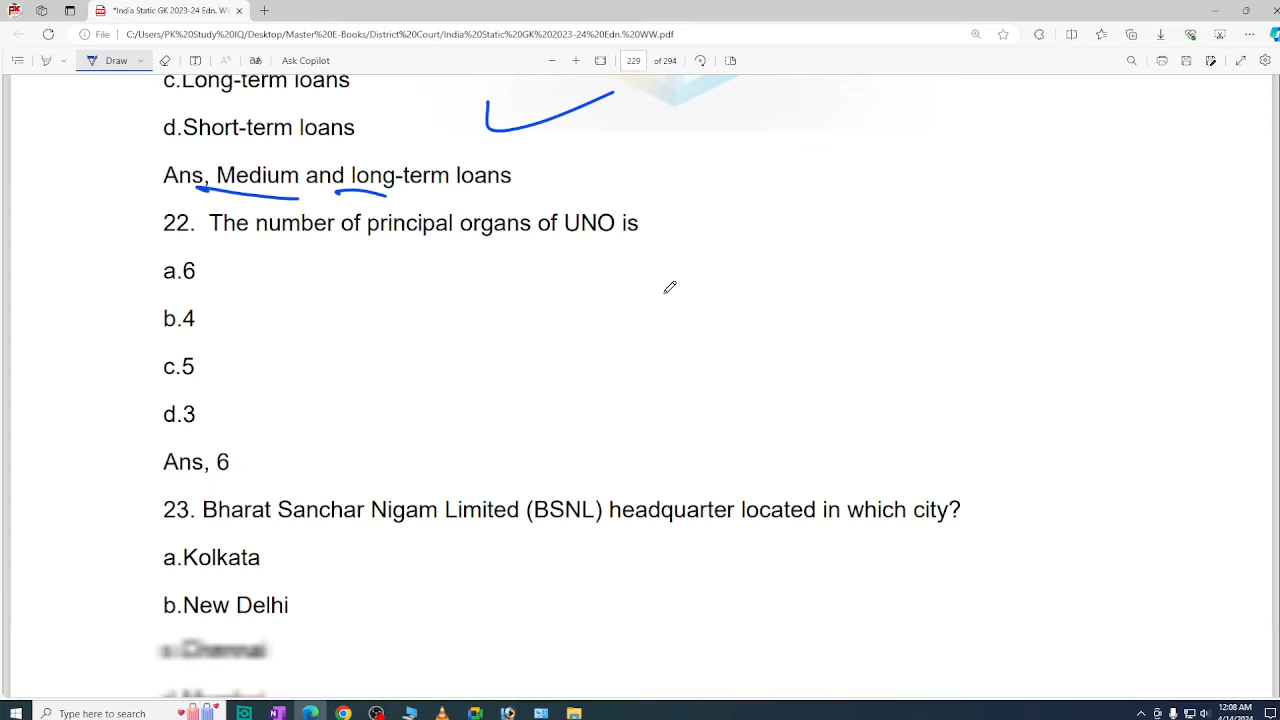 *India Static GK 2023-24 Edn. W
File
C:/Users/PK%20Study%20IQ/Desktop/Master%20E-Books/District%20Court/India%20Static%20GK%202023-24%20Edn.%20WW.pdf
Draw
Ask Copilot
229 of 294
c.Long-term loans
d.Short-term loans
Ans, Medium and long-term loans
22. The number of principal organs of UNO is
a.6
b.4
c.5
d.3
Ans, 6
23. Bharat Sanchar Nigam Limited (BSNL) headquarter located in which city?
a.Kolkata
b.New Delhi
Chennai
Type here to search
12:08 AM